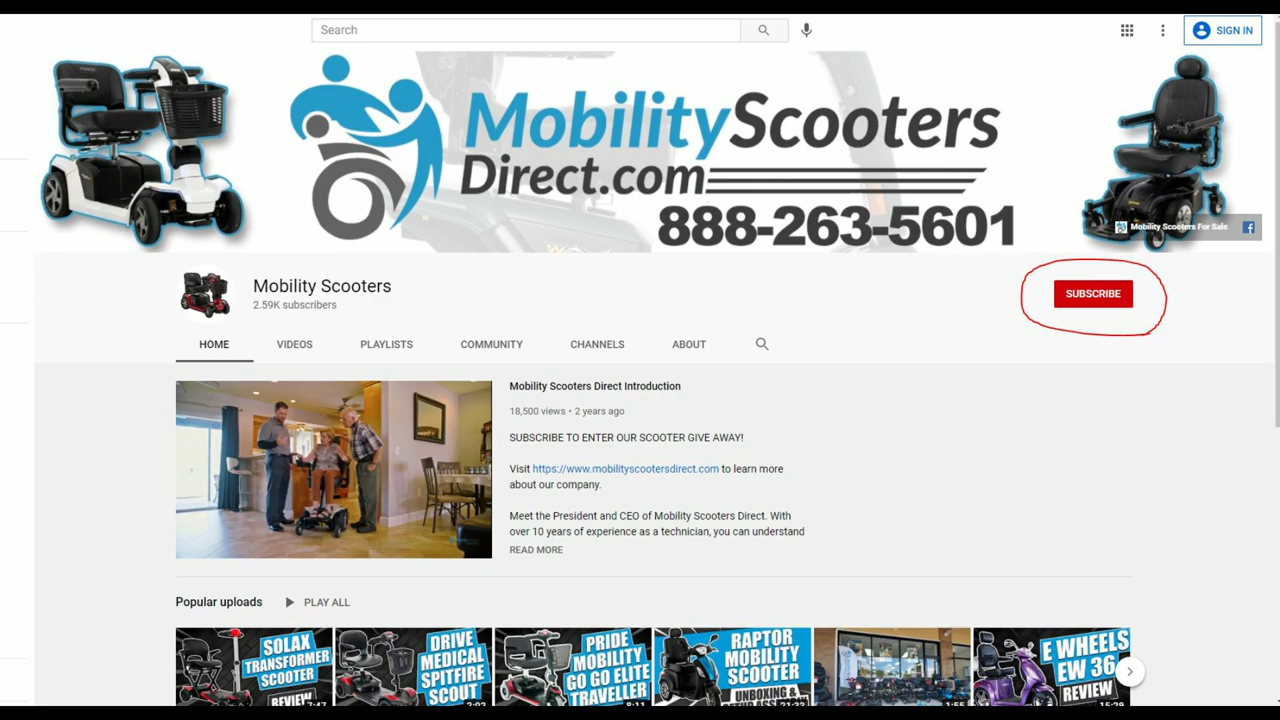 Search
SIGN IN
MobilityScooters
Direct.com
888-263-5601
Mobility Scooters For Sale
Mobility Scooters
2.59K subscribers
SUBSCRIBE
HOME
VIDEOS
PLAYLISTS
COMMUNITY
CHANNELS
ABOUT
Mobility Scooters Direct Introduction
18,500 views • 2 years ago
SUBSCRIBE TO ENTER OUR SCOOTER GIVE AWAY!
Visit https://www.mobilityscootersdirect.com to learn more
about our company.
Meet the President and CEO of Mobility Scooters Direct. With
over 10 years of experience as a technician, you can understand
READ MORE
Popular uploads
PLAY ALL
SOLAX
TRANSFORMER
SCOOTER
REVIEW
DRIVE
MEDICAL
SPITFIRE
SCOUT
PRIDE
MOBILITY
GO GO ELITE
TRAVELLER
RAPTOR
MOBILITY
SCOOTER
UNBOXING &
E WHEELS
EW 36
REVIEW